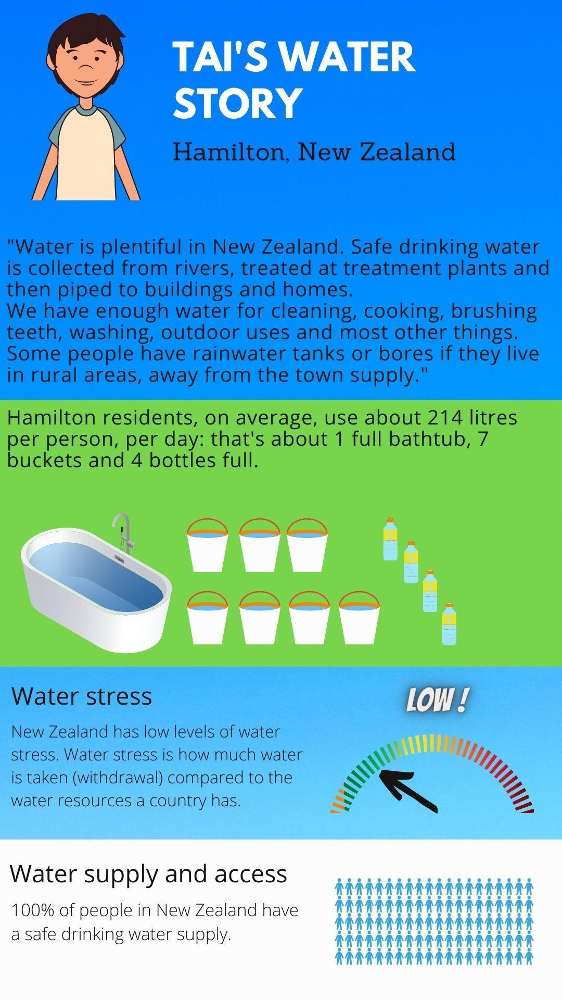 TAI'S WATER
STORY
Hamilton, New Zealand
"Water is plentiful in New Zealand. Safe drinking water
is collected from rivers, treated at treatment plants and
then piped to buildings and homes.
We have enough water for cleaning, cooking, brushing
teeth, washing, outdoor uses and most other things.
Some people have rainwater tanks or bores if they live
in rural areas, away from the town supply."
Hamilton residents, on average, use about 214 litres
per person, per day: that's about 1 full bathtub, 7
buckets and 4 bottles full.
Water stress
LOW!
New Zealand has low levels of water
stress. Water stress is how much water
is taken (withdrawal) compared to the
water resources a country has.
Water supply and access
100% of people in New Zealand have
a safe drinking water supply.